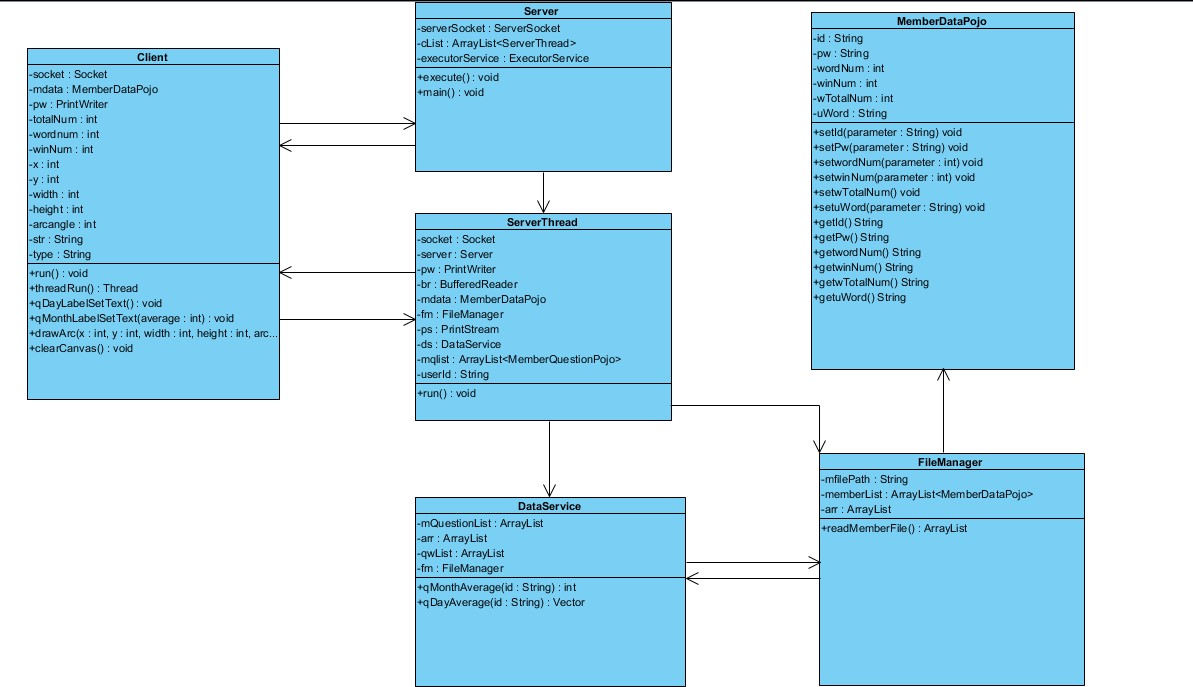 Client
-socket : Socket
-mdata : MemberDataPojo
-pw : PrintWriter
-totalNum : int
-wordnum : int
-winNum : int
-x : int
-y : int
-width : int
-height : int
-arcangle : int
-str : String
-type : String
+run() : void
+threadRun() : Thread
+qDayLabelSetText() : void
+qMonthLabelSetText(average : int) : void
+drawArc(x : int, y : int, width : int, height : int, arc...
+clearCanvas() : void
Server
-serverSocket : ServerSocket
-cList : ArrayList<ServerThread>
-executorService : ExecutorService
+execute() : void
+main() : void
ServerThread
-socket : Socket
-server : Server
-pw : PrintWriter
-br : BufferedReader
-mdata : MemberDataPojo
-fm : FileManager
-ps : PrintStream
-ds : DataService
-mqlist : ArrayList<MemberQuestionPojo>
-userId : String
+run() : void
DataService
-mQuestionList : ArrayList
-arr : ArrayList
-qwList : ArrayList
-fm : FileManager
+qMonthAverage(id : String) : int
+qDayAverage(id : String) : Vector
MemberDataPojo
-id : String
-pw : String
-wordNum : int
-winNum : int
-wTotalNum : int
-uWord : String
+setId(parameter : String) void
+setPw(parameter : String) void
+setwordNum(parameter : int) void
+setwinNum(parameter : int) void
+setwTotalNum() void
+setuWord(parameter : String) void
+getId() String
+getPw() String
+getwordNum() String
+getwinNum() String
+getwTotalNum() String
+getuWord() String
FileManager
-mfilePath : String
-memberList : ArrayList<MemberDataPojo>
-arr : ArrayList
+readMemberFile() : ArrayList